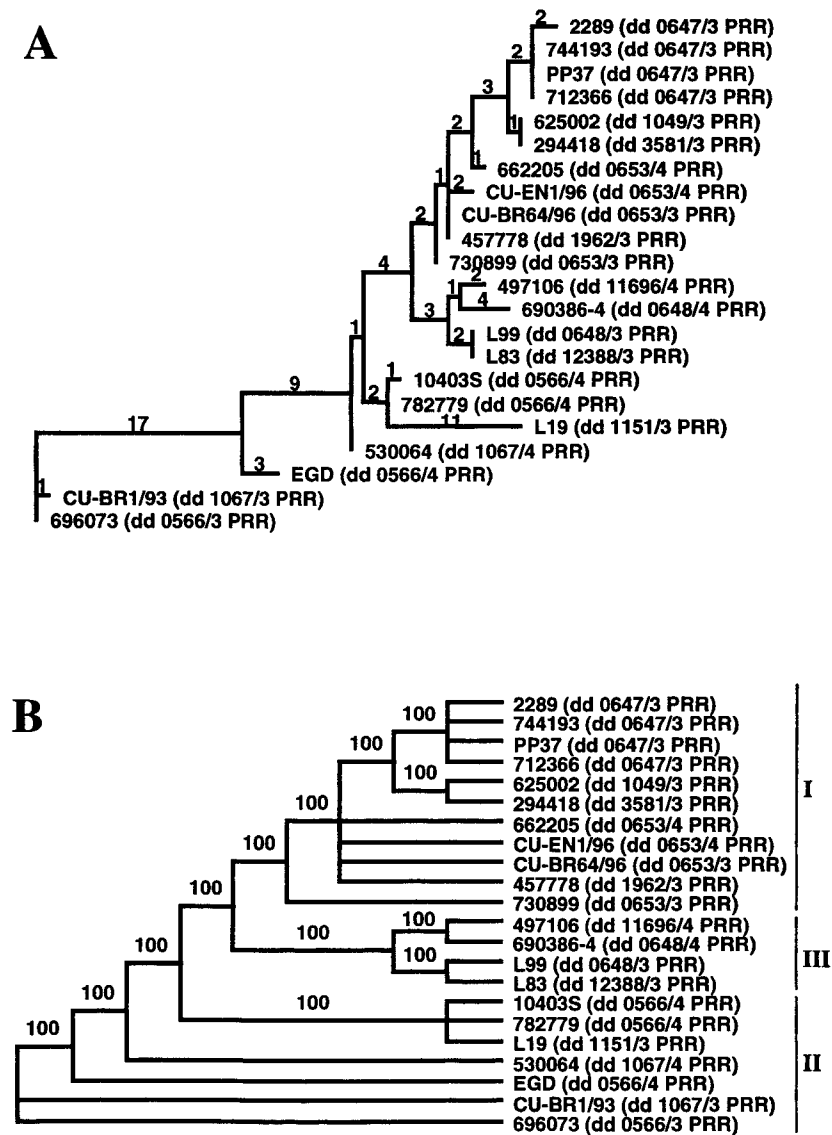 A
2
2289 (dd 0647/3 PRR)
2
744193 (dd 0647/3 PRR)
PP37 (dd 0647/3 PRR)
3
712366 (dd 0647/3 PRR)
2
1
625002 (dd 1049/3 PRR)
294418 (dd 3581/3 PRR)
1
662205 (dd 0653/4 PRR)
1
2
CU-EN1/96 (dd 0653/4 PRR)
2
CU-BR64/96 (dd 0653/3 PRR)
457778 (dd 1962/3 PRR)
4
730899 (dd 0653/3 PRR)
1
2
497106 (dd 11696/4 PRR)
4
690386-4 (dd 0648/4 PRR)
3
1
2
L99 (dd 0648/3 PRR)
L83 (dd 12388/3 PRR)
1
10403S (dd 0566/4 PRR)
9
2
782779 (dd 0566/4 PRR)
17
11
L19 (dd 1151/3 PRR)
530064 (dd 1067/4 PRR)
3
EGD (dd 0566/4 PRR)
1
CU-BR1/93 (dd 1067/3 PRR)
696073 (dd 0566/3 PRR)
B
100
2289 (dd 0647/3 PRR)
744193 (dd 0647/3 PRR)
100
PP37 (dd 0647/3 PRR)
712366 (dd 0647/3 PRR)
100
625002 (dd 1049/3 PRR)
I
100
294418 (dd 3581/3 PRR)
662205 (dd 0653/4 PRR)
100
CU-EN1/96 (dd 0653/4 PRR)
CU-BR64/96 (dd 0653/3 PRR)
457778 (dd 1962/3 PRR)
100
730899 (dd 0653/3 PRR)
100
497106 (dd 11696/4 PRR)
100
100
690386-4 (dd 0648/4 PRR)
100
L99 (dd 0648/3 PRR)
III
L83 (dd 12388/3 PRR)
100
100
10403S (dd 0566/4 PRR)
782779 (dd 0566/4 PRR)
100
L19 (dd 1151/3 PRR)
530064 (dd 1067/4 PRR)
II
EGD (dd 0566/4 PRR)
CU-BR1/93 (dd 1067/3 PRR)
696073 (dd 0566/3 PRR)